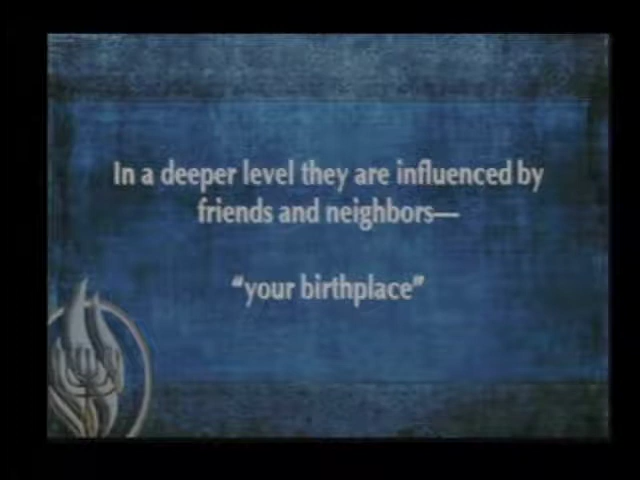 In a deeper level they are influenced by
friends and neighbors—
“your birthplace”